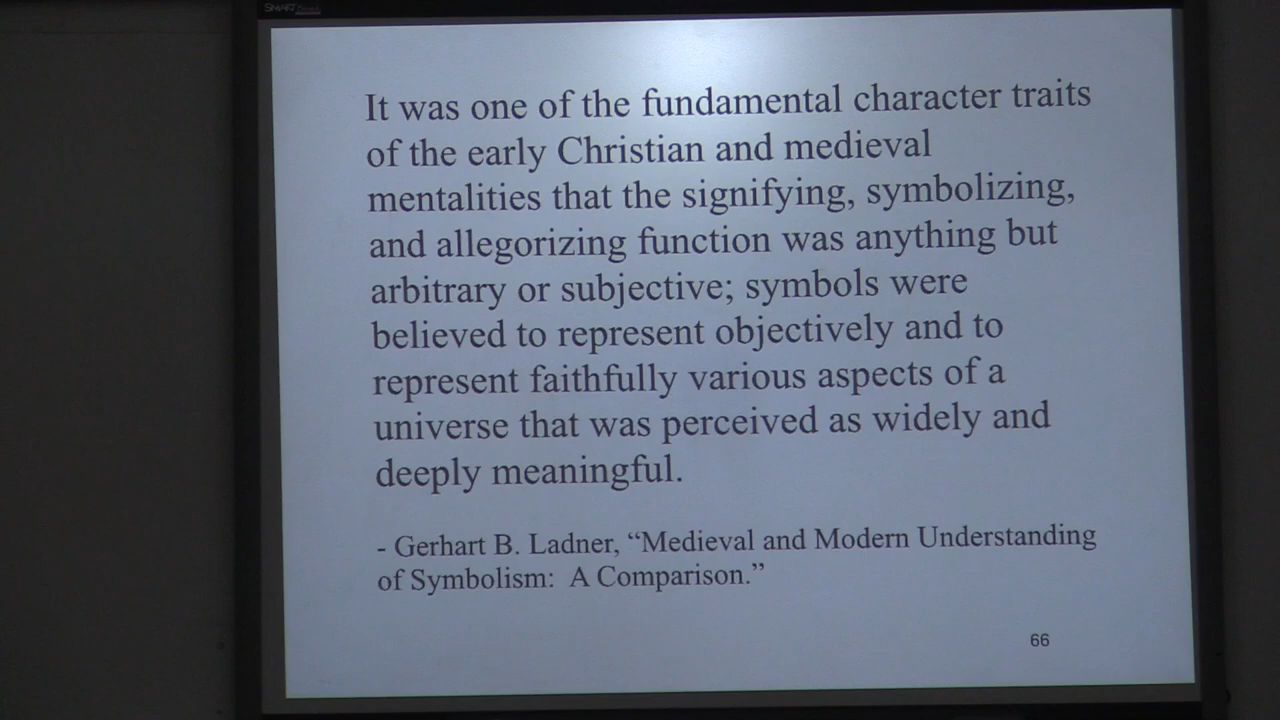 SMART
It was one of the fundamental character traits
of the early Christian and medieval
mentalities that the signifying, symbolizing,
and allegorizing function was anything but
arbitrary or subjective; symbols were
believed to represent objectively and to
represent faithfully various aspects of a
universe that was perceived as widely and
deeply meaningful.
- Gerhart B. Ladner, “Medieval and Modern Understanding
of Symbolism:  A Comparison.”
66